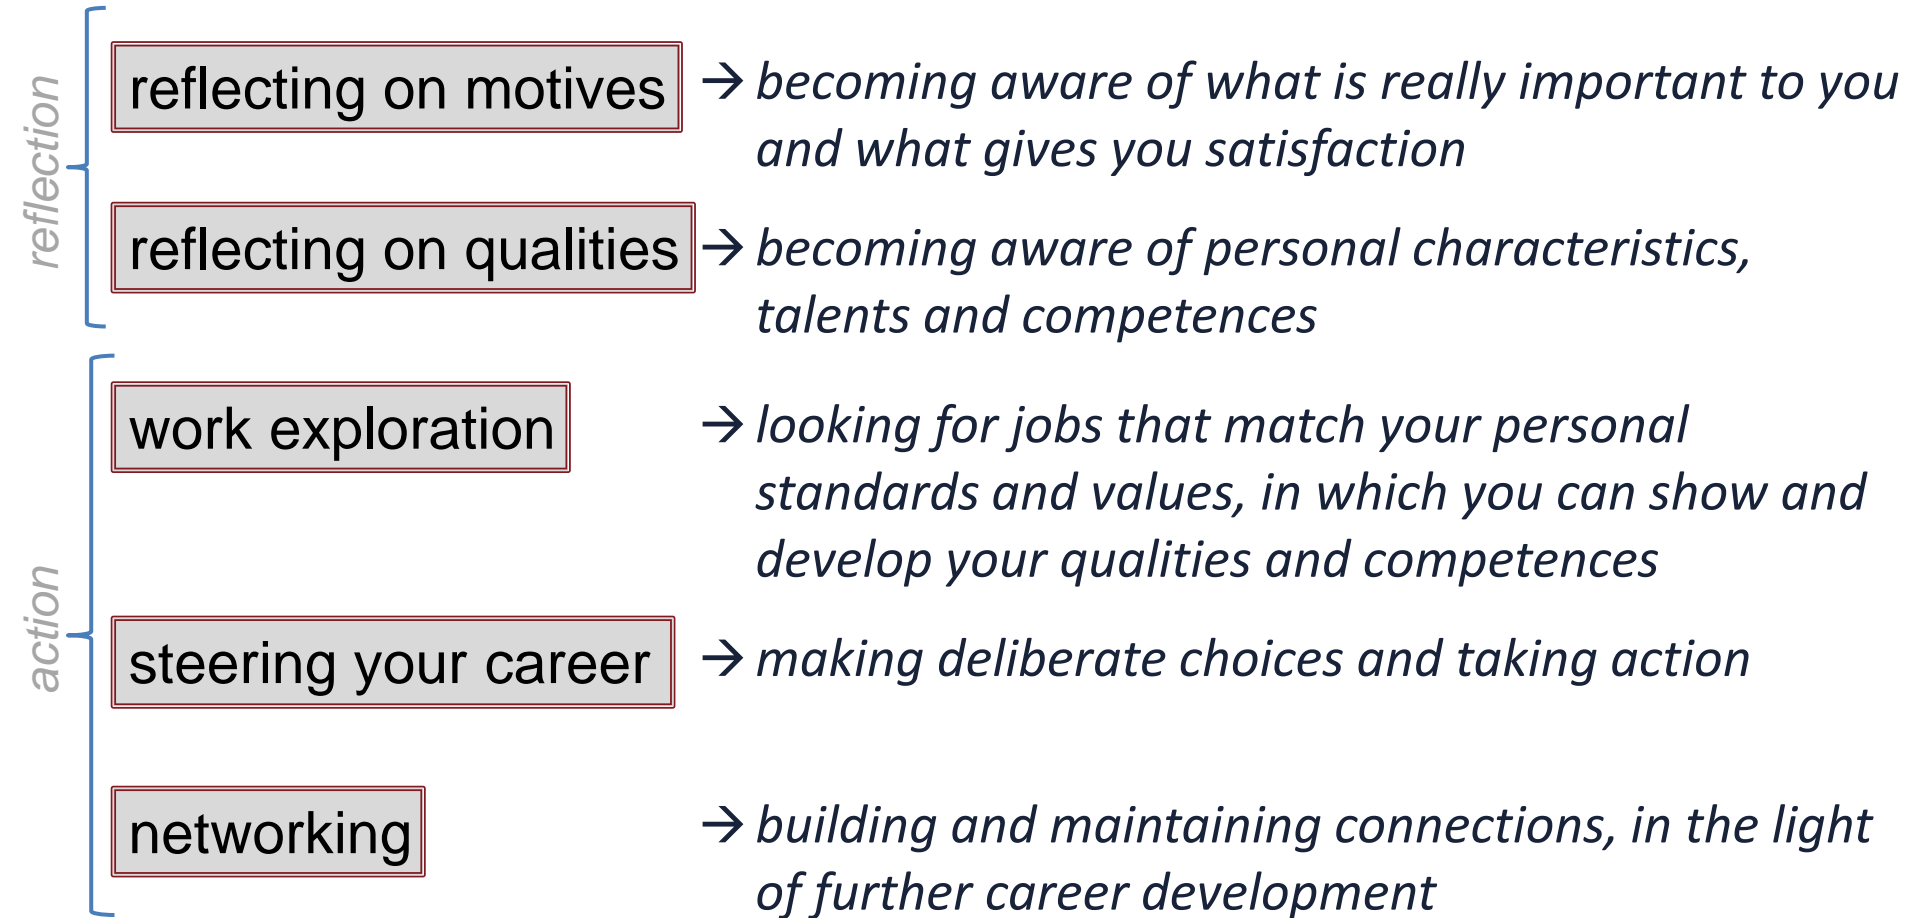 reflection
reflecting on motives → becoming aware of what is really important to you
and what gives you satisfaction
reflecting on qualities → becoming aware of personal characteristics,
talents and competences
action
work exploration → looking for jobs that match your personal
standards and values, in which you can show and
develop your qualities and competences
steering your career → making deliberate choices and taking action
networking → building and maintaining connections, in the light
of further career development